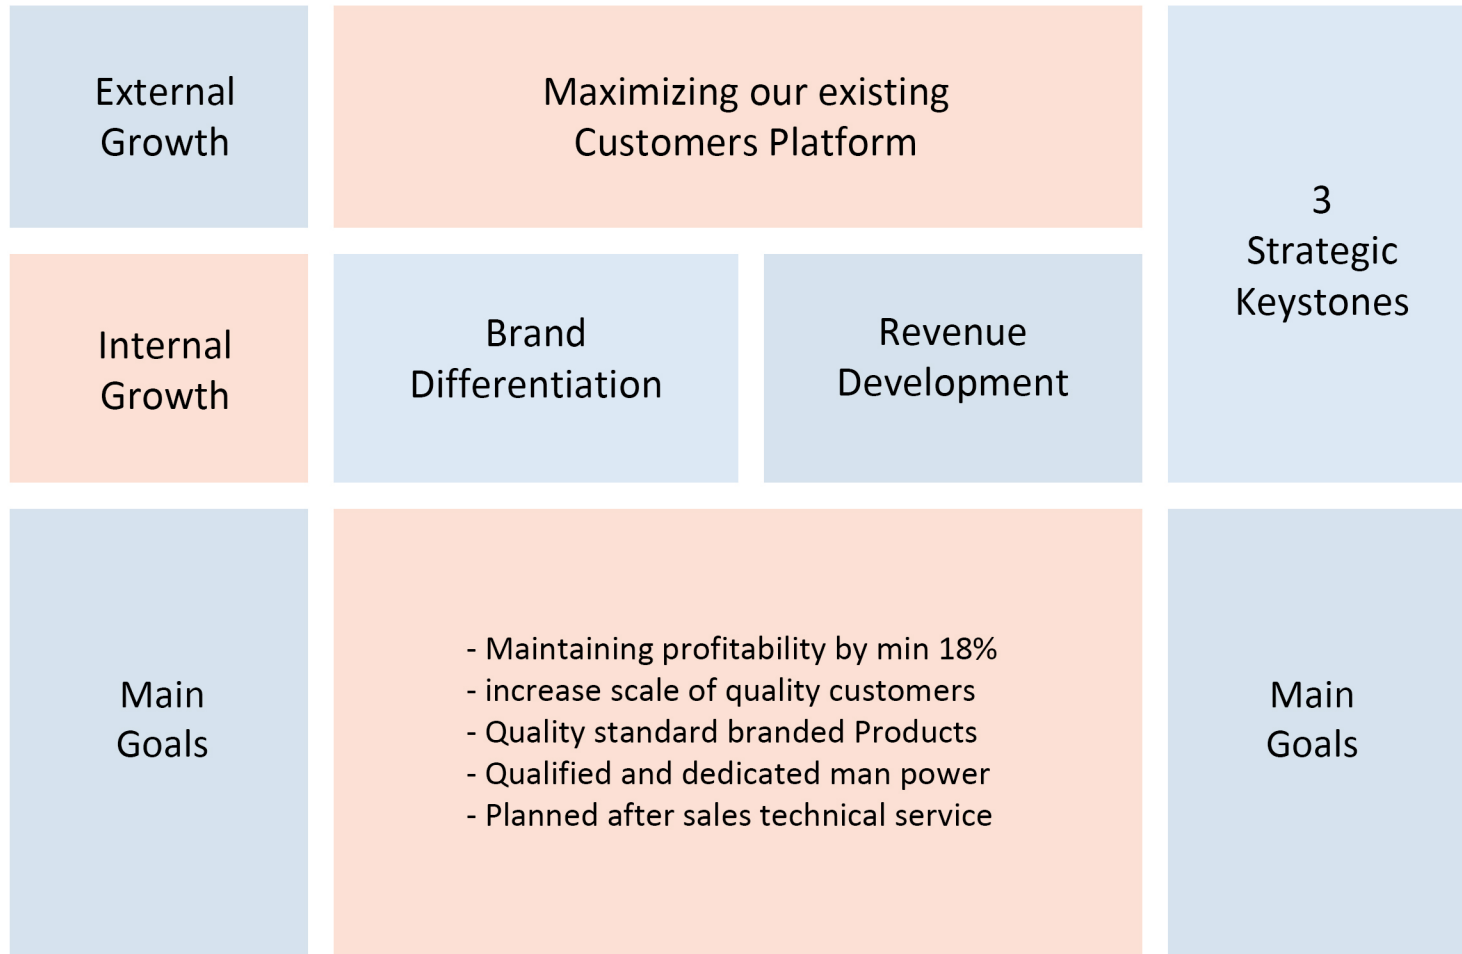 External
Growth
Maximizing our existing
Customers Platform
3
Strategic
Keystones
Internal
Growth
Brand
Differentiation
Revenue
Development
Main
Goals
- Maintaining profitability by min 18%
- increase scale of quality customers
- Quality standard branded Products
- Qualified and dedicated man power
- Planned after sales technical service
Main
Goals